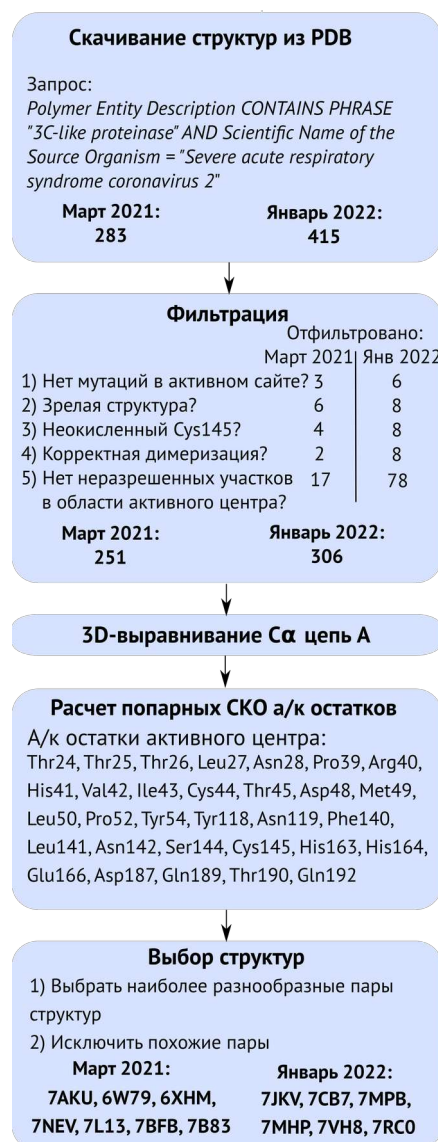 Скачивание структур из PDB
Запрос:
Polymer Entity Description CONTAINS PHRASE
"3C-like proteinase" AND Scientific Name of the
Source Organism = "Severe acute respiratory
syndrome coronavirus 2"
Март 2021: Январь 2022:
283 415
Фильтрация
Отфильтровано:
Март 2021 Янв 2022
1) Нет мутаций в активном сайте? 3 6
2) Зрелая структура? 6 8
3) Неокисленный Cys145? 4 8
4) Корректная димеризация? 2 8
5) Нет неразрешенных участков 17 78
в области активного центра?
Март 2021: Январь 2022:
251 306
3D-выравнивание Cα цепь A
Расчет попарных СКО а/к остатков
А/к остатки активного центра:
Thr24, Thr25, Thr26, Leu27, Asn28, Pro39, Arg40,
His41, Val42, Ile43, Cys44, Thr45, Asp48, Met49,
Leu50, Pro52, Tyr54, Tyr118, Asn119, Phe140,
Leu141, Asn142, Ser144, Cys145, His163, His164,
Glu166, Asp187, Gln189, Thr190, Gln192
Выбор структур
1) Выбрать наиболее разнообразные пары
структур
2) Исключить похожие пары
Март 2021: Январь 2022:
7AKU, 6W79, 6XHM, 7JKV, 7CB7, 7MPB,
7NEV, 7L13, 7BFB, 7B83 7MHP, 7VH8, 7RC0